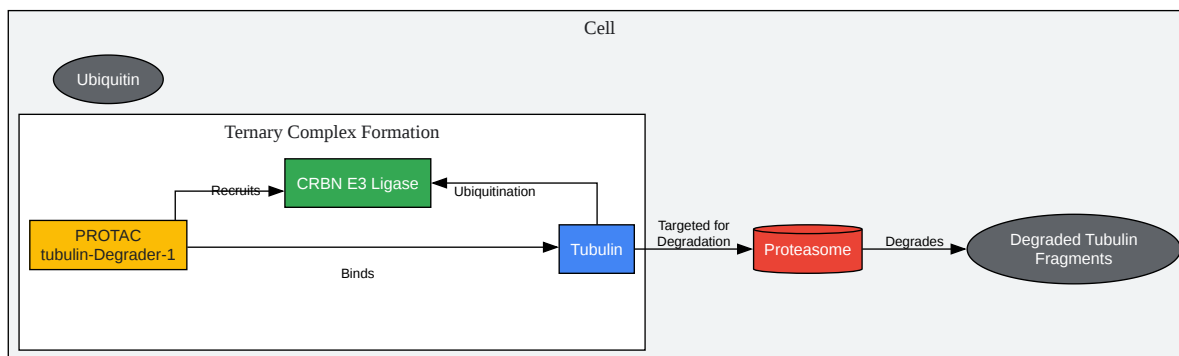 Cell
Ubiquitin
Ternary Complex Formation
CRBN E3 Ligase
Recruits
Ubiquitination
PROTAC
tubulin-Degrader-1
Binds
Tubulin
Targeted for
Degradation
Proteasome
Degrades
Degraded Tubulin
Fragments